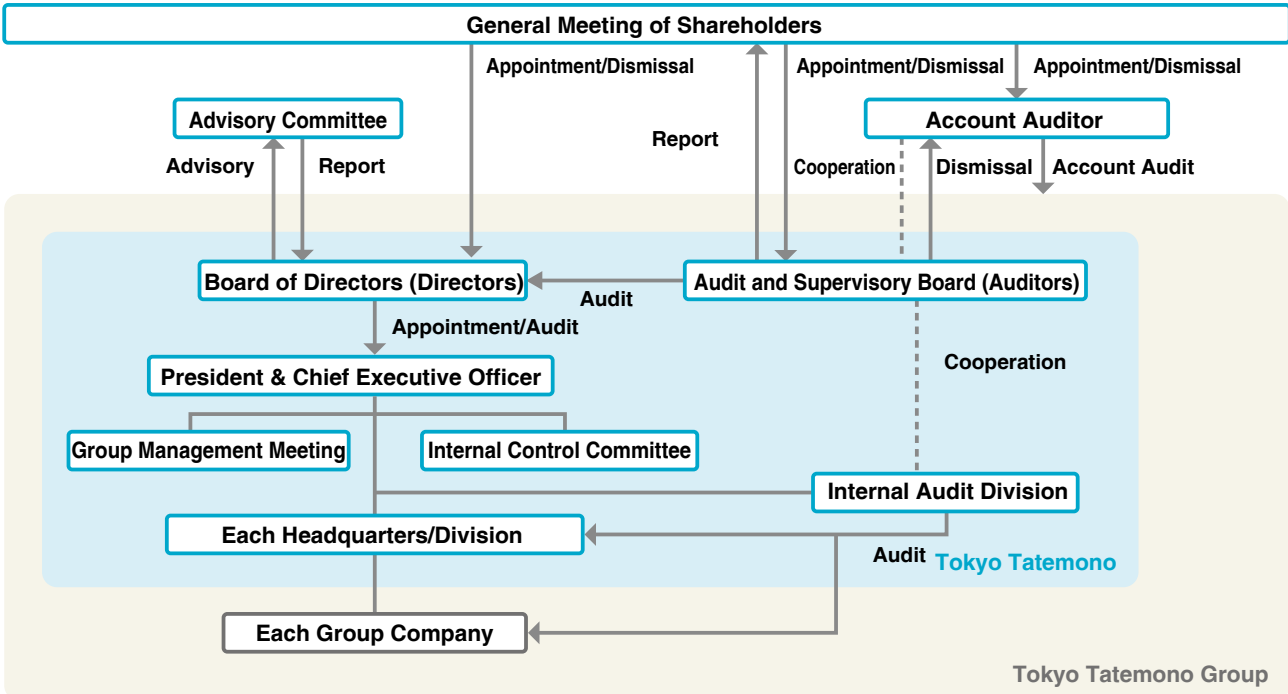 General Meeting of Shareholders
Appointment/Dismissal
Appointment/Dismissal
Appointment/Dismissal
Advisory Committee
Account Auditor
Report
Advisory
Report
Cooperation
Dismissal
Account Audit
Board of Directors (Directors)
Audit and Supervisory Board (Auditors)
Audit
Appointment/Audit
Cooperation
President & Chief Executive Officer
Group Management Meeting
Internal Control Committee
Internal Audit Division
Each Headquarters/Division
Audit
Tokyo Tatemono
Each Group Company
Tokyo Tatemono Group